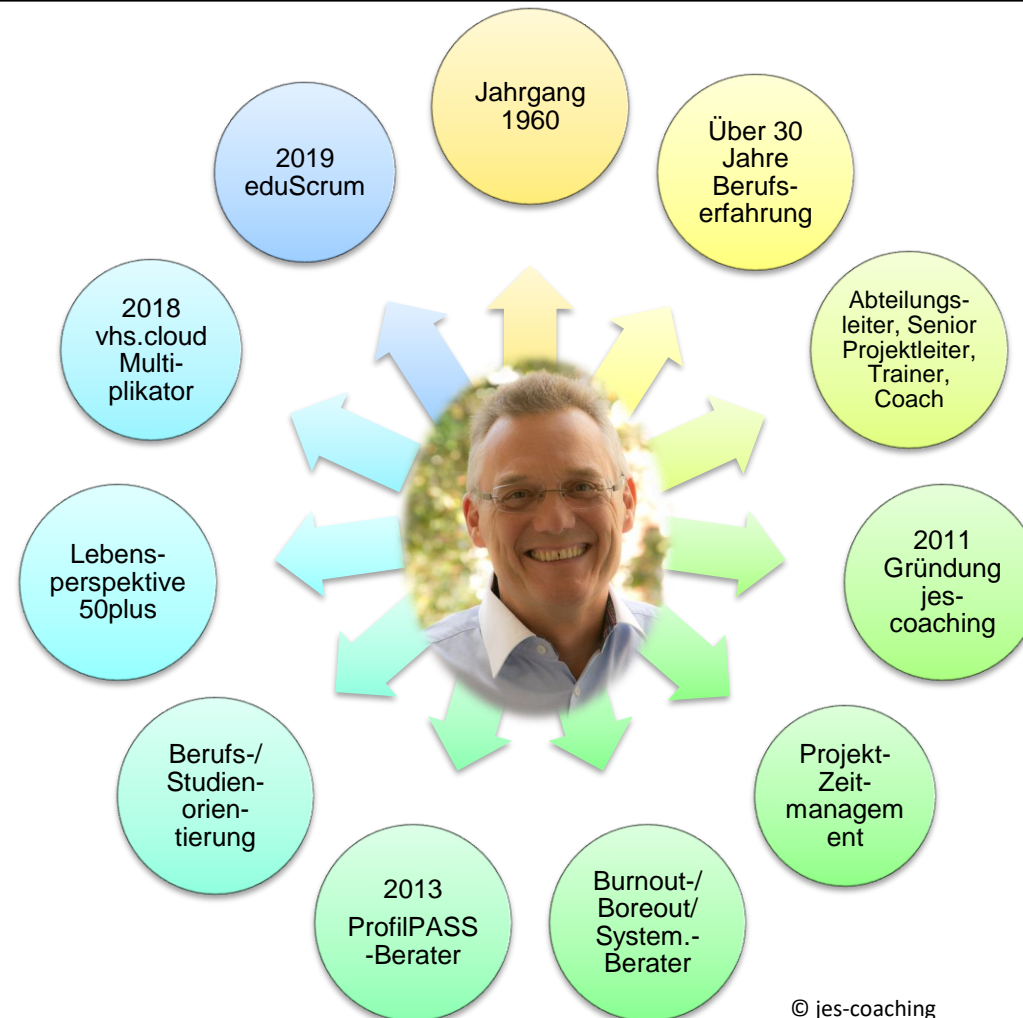 Jahrgang
1960
Über 30
Jahre
Berufs-
erfahrung
Abteilungs-
leiter, Senior
Projektleiter,
Trainer,
Coach
2011
Gründung
jes-
coaching
Projekt-
Zeit-
managem
ent
Burnout-/
Boreout/
System.-
Berater
2013
ProfilPASS
-Berater
Berufs-/
Studien-
orien-
tierung
Lebens-
perspektive
50plus
2018
vhs.cloud
Multi-
plikator
2019
eduScrum
© jes-coaching